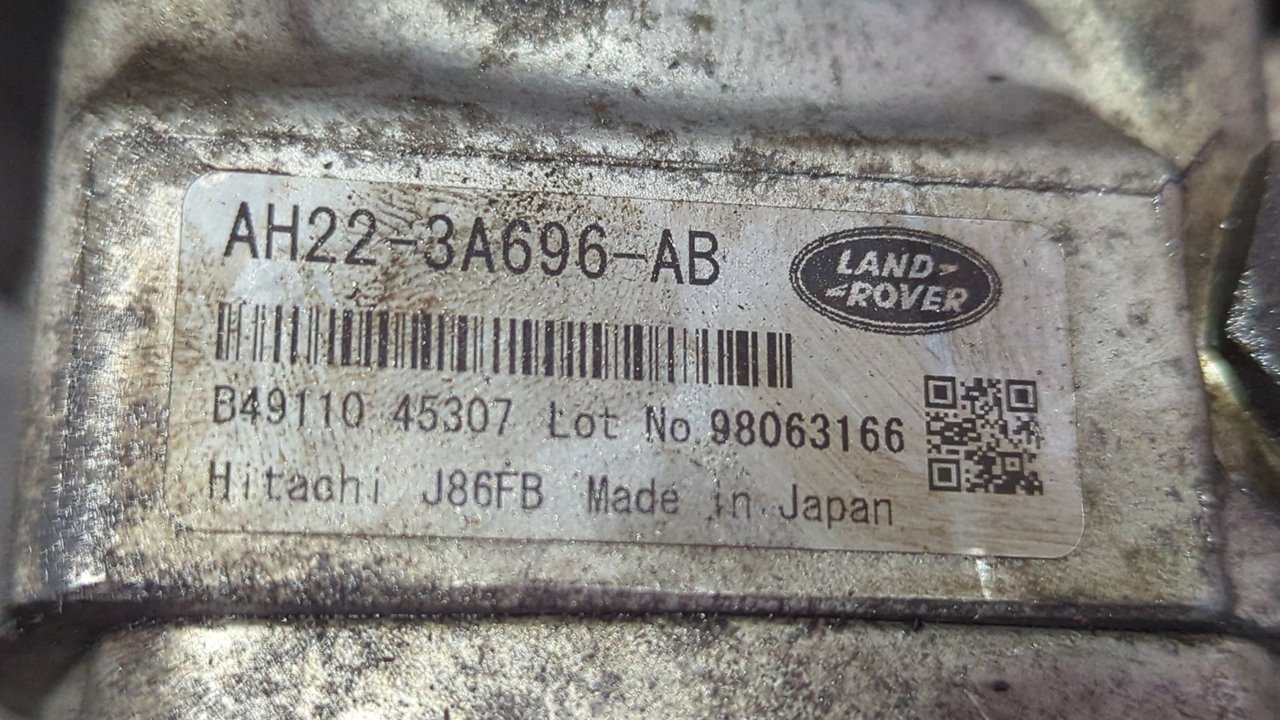 AH22-3A696-AB
LAND-
-ROVER
B49110 45307 Lot No.98063166
Hitachi J86FB Made in Japan